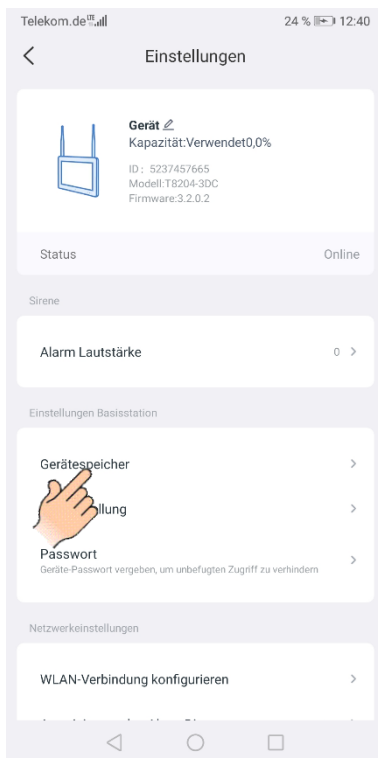 Telekom.de 24 % 12:40
Einstellungen
Gerät
Kapazität:Verwendet0,0%
ID : 5237457665
Modell:T8204-3DC
Firmware:3.2.0.2
Status Online
Sirene
Alarm Lautstärke 0
Einstellungen Basisstation
Gerätespeicher
llung
Passwort
Geräte-Passwort vergeben, um unbefugten Zugriff zu verhindern
Netzwerkeinstellungen
WLAN-Verbindung konfigurieren